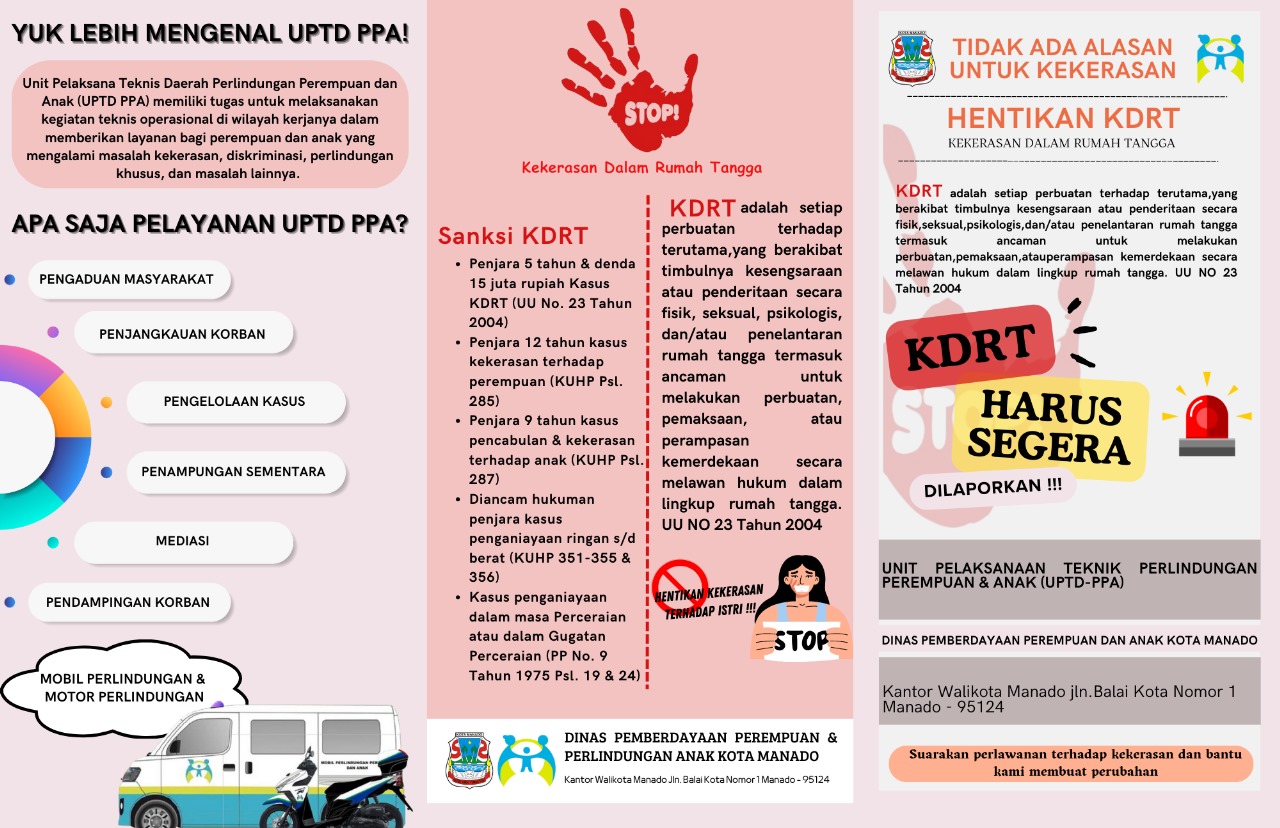 YUK LEBIH MENGENAL UPTD PPA!
Unit Pelaksana Teknis Daerah Perlindungan Perempuan dan
Anak (UPTD PPA) memiliki tugas untuk melaksanakan
kegiatan teknis operasional di wilayah kerjanya dalam
memberikan layanan bagi perempuan dan anak yang
mengalami masalah kekerasan, diskriminasi, perlindungan
khusus, dan masalah lainnya.
APA SAJA PELAYANAN UPTD PPA?
PENGADUAN MASYARAKAT
PENJANGKAUAN KORBAN
PENGELOLAAN KASUS
PENAMPUNGAN SEMENTARA
MEDIASI
PENDAMPINGAN KORBAN
MOBIL PERLINDUNGAN &
MOTOR PERLINDUNGAN
STOP!
Kekerasan Dalam Rumah Tangga
Sanksi KDRT
• Penjara 5 tahun & denda
15 juta rupiah Kasus
KDRT (UU No. 23 Tahun
2004)
• Penjara 12 tahun kasus
kekerasan terhadap
perempuan (KUHP Psl.
285)
• Penjara 9 tahun kasus
pencabulan & kekerasan
terhadap anak (KUHP Psl.
287)
• Diancam hukuman
penjara kasus
penganiayaan ringan s/d
berat (KUHP 351-355 &
356)
• Kasus penganiayaan
dalam masa Perceraian
atau dalam Gugatan
Perceraian (PP No. 9
Tahun 1975 Psl. 19 & 24)
KDRT adalah setiap
perbuatan terhadap
terutama,yang berakibat
timbulnya kesengsaraan
atau penderitaan secara
fisik, seksual, psikologis,
dan/atau penelantaran
rumah tangga termasuk
ancaman untuk
melakukan perbuatan,
pemaksaan, atau
perampasan
kemerdekaan secara
melawan hukum dalam
lingkup rumah tangga.
UU NO 23 Tahun 2004
HENTIKAN KEKERASAN
TERHADAP ISTRI !!!
STOP
DINAS PEMBERDAYAAN PEREMPUAN &
PERLINDUNGAN ANAK KOTA MANADO
Kantor Walikota Manado Jln. Balai Kota Nomor 1 Manado - 95124
TIDAK ADA ALASAN
UNTUK KEKERASAN
HENTIKAN KDRT
KEKERASAN DALAM RUMAH TANGGA
KDRT adalah setiap perbuatan terhadap terutama,yang
berakibat timbulnya kesengsaraan atau penderitaan secara
fisik,seksual,psikologis,dan/atau penelantaran rumah tangga
termasuk ancaman untuk melakukan
perbuatan,pemaksaan,atauperampasan kemerdekaan secara
melawan hukum dalam lingkup rumah tangga. UU NO 23
Tahun 2004
KDRT
HARUS
SEGERA
DILAPORKAN !!!
UNIT PELAKSANAAN TEKNIK PERLINDUNGAN
PEREMPUAN & ANAK (UPTD-PPA)
DINAS PEMBERDAYAAN PEREMPUAN DAN ANAK KOTA MANADO
Kantor Walikota Manado jln.Balai Kota Nomor 1
Manado - 95124
Suarakan perlawanan terhadap kekerasan dan bantu
kami membuat perubahan